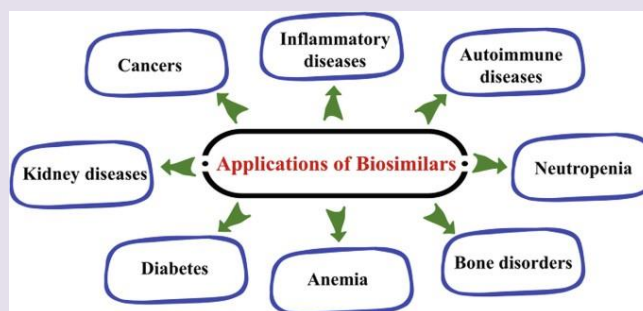 Inflammatory
diseases
Cancers
Autoimmune
diseases
Applications of Biosimilars
Kidney diseases
Neutropenia
Diabetes
Anemia
Bone disorders